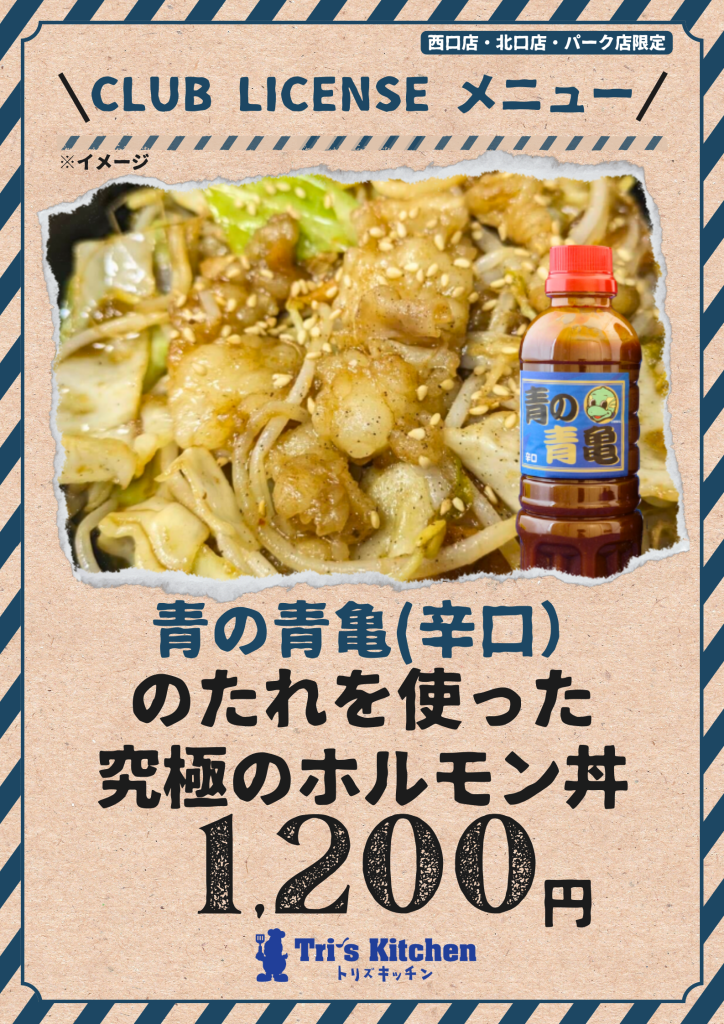 西口店・北口店・パーク店限定
CLUB LICENSE メニュー
※イメージ
青の
青亀
辛口
青の青亀(辛口)
のたれを使った
究極のホルモン丼
1,200円
Tri's Kitchen
トリズキッチン